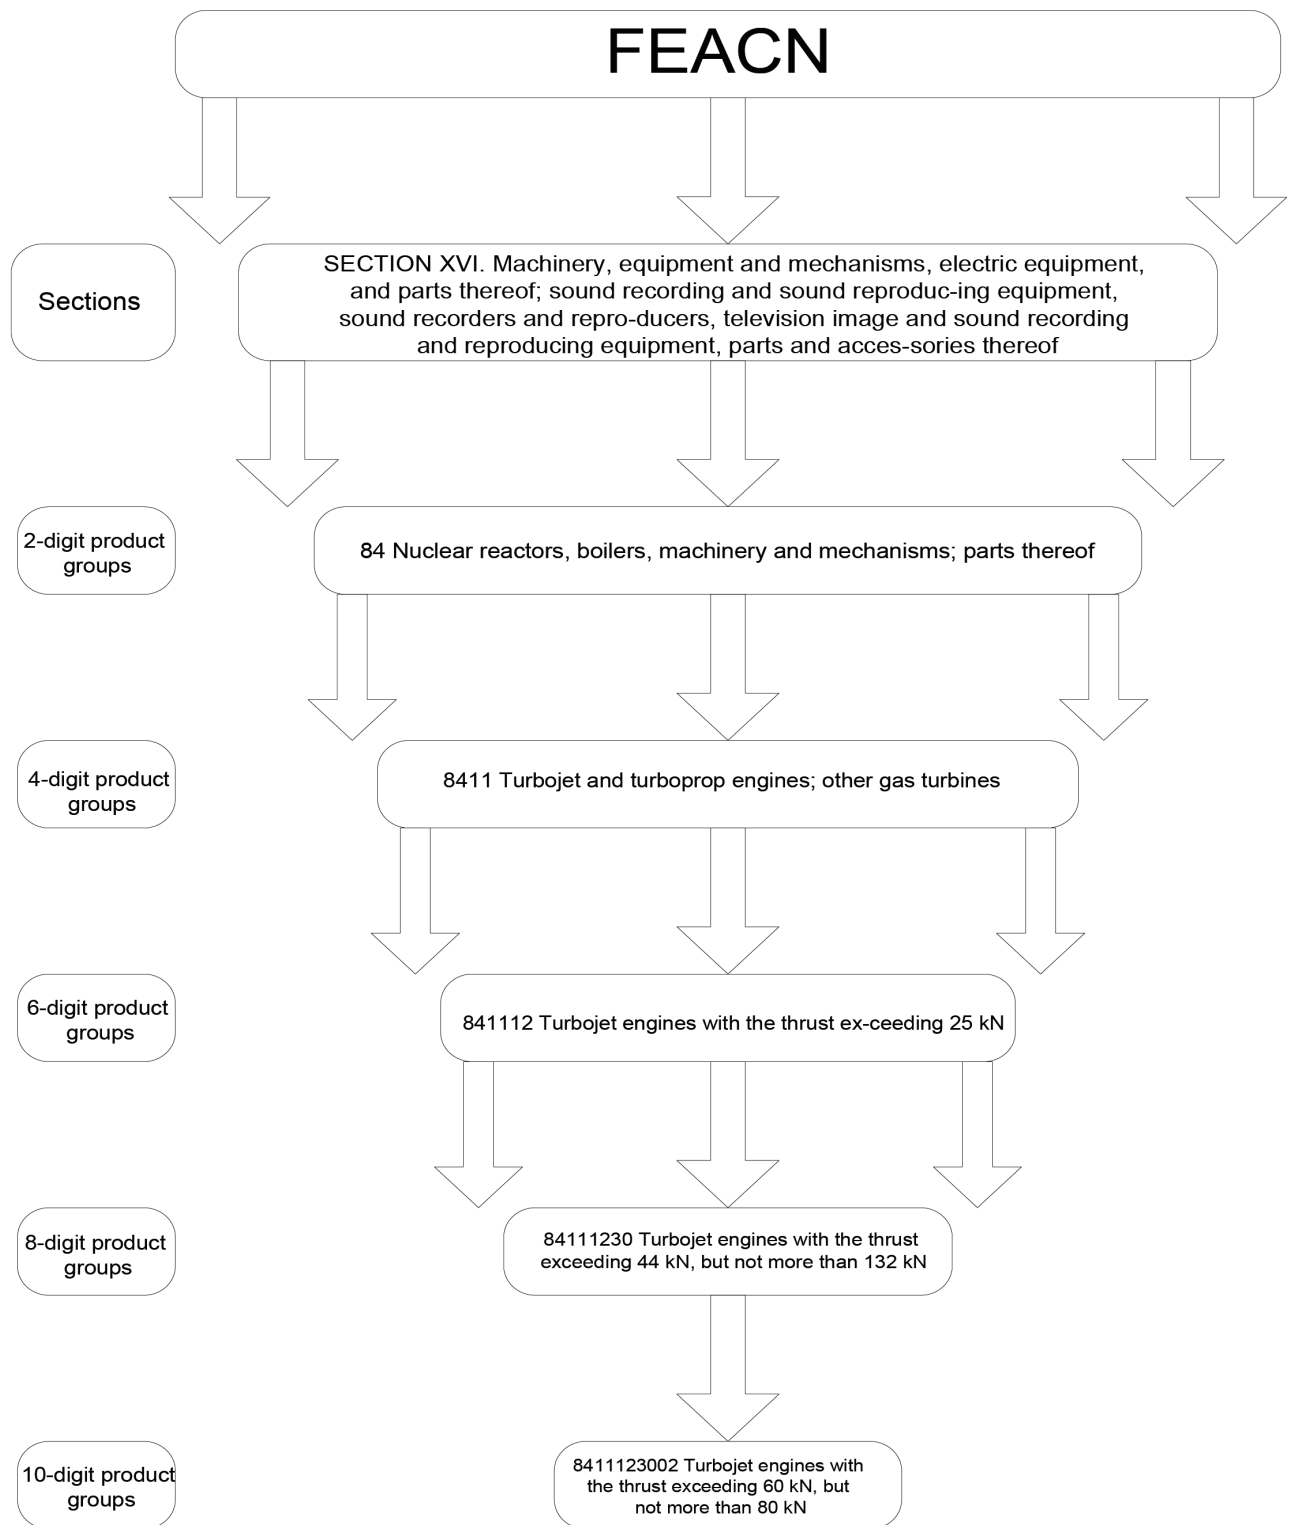 FEACN
Sections
SECTION XVI. Machinery, equipment and mechanisms, electric equipment,
and parts thereof; sound recording and sound reproduc-ing equipment,
sound recorders and repro-ducers, television image and sound recording
and reproducing equipment, parts and acces-sories thereof
2-digit product
groups
84 Nuclear reactors, boilers, machinery and mechanisms; parts thereof
4-digit product
groups
8411 Turbojet and turboprop engines; other gas turbines
6-digit product
groups
841112 Turbojet engines with the thrust ex-ceeding 25 kN
8-digit product
groups
84111230 Turbojet engines with the thrust
exceeding 44 kN, but not more than 132 kN
10-digit product
groups
8411123002 Turbojet engines with
the thrust exceeding 60 kN, but
not more than 80 kN